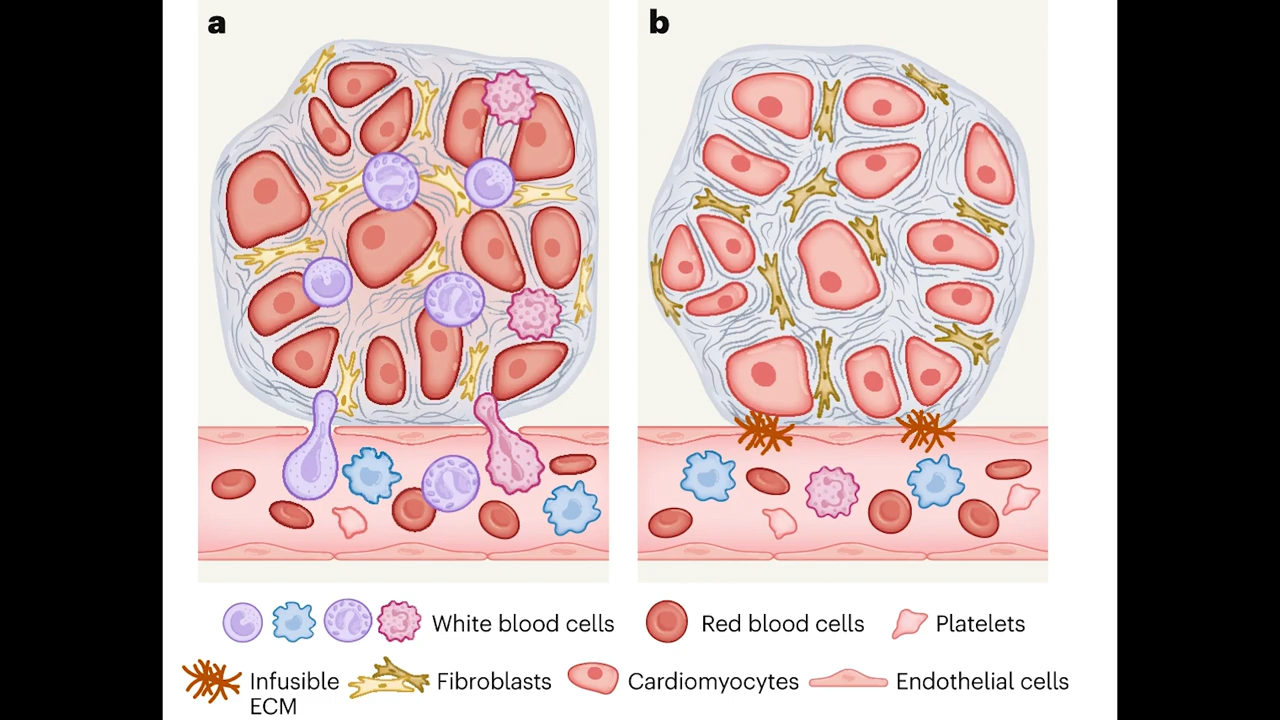 a
b
White blood cells
Red blood cells
Platelets
Infusible
ECM
Fibroblasts
Cardiomyocytes
Endothelial cells